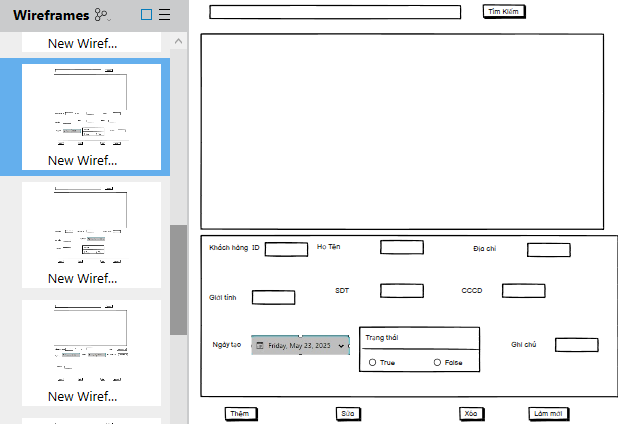 Wireframes
New Wiref...
New Wiref...
New Wiref...
New Wiref...
Tìm Kiếm
Khách hàng ID
Họ Tên
Địa chỉ
Giới tính
SDT
CCCD
Ngày tạo
Friday, May 23, 2025
Trạng thái
True
False
Ghi chú
Thêm
Sửa
Xóa
Làm mới